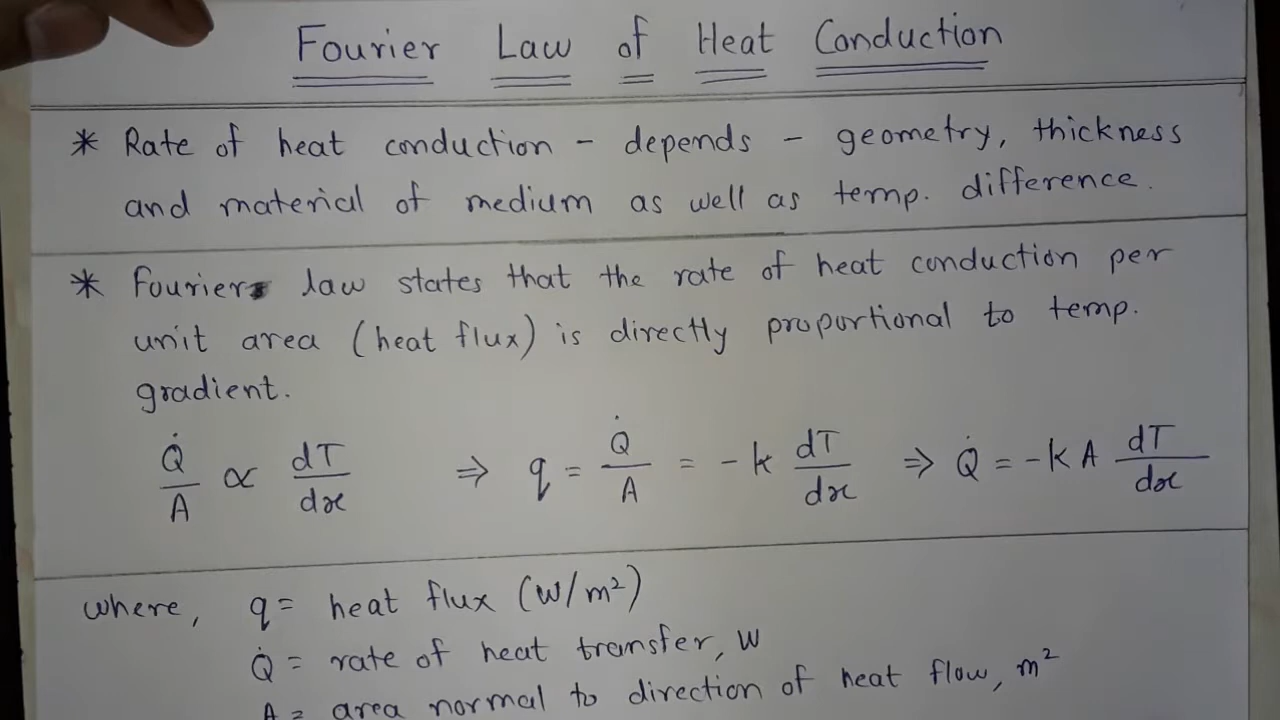 Fourier Law of Heat Conduction
* Rate of heat conduction - depends - geometry, thickness
and material of medium as well as temp. difference.
* Fourier law states that the rate of heat conduction per
unit area (heat flux) is directly proportional to temp.
gradient.
Q̇/A ∝ dT/dx ⇒ q = Q̇/A = -k dT/dx ⇒ Q̇ = -KA dT/dx
where, q = heat flux (W/m²)
Q̇ = rate of heat transfer, W
A = area normal to direction of heat flow, m²